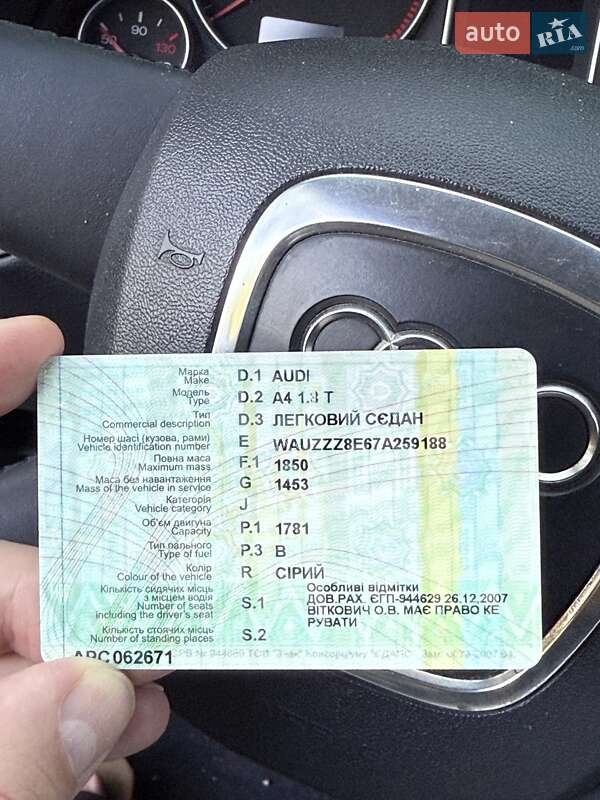 auto RIA .com
50 90 130
Марка
Make D.1 AUDI
Модель
Type D.2 A4 1.8 T
Тип
Commercial description D.3 ЛЕГКОВИЙ СЄДАН
Номер шасі (кузова, рами)
Vehicle identification number E WAUZZZ8E67A259188
Повна маса
Maximum mass F.1 1850
Маса без навантаження
Mass of the vehicle in service G 1453
Категорія
Vehicle category J
Об'єм двигуна
Capacity P.1 1781
Тип пального
Type of fuel P.3 B
Колір
Colour of the vehicle R СІРИЙ
Кількість сидячих місць
з місцем водія
Number of seats
including the driver's seat S.1
Особливі відмітки
ДОВ.РАХ. ЄГП-944629 26.12.2007
ВІТКОВИЧ О.В. МАЄ ПРАВО КЕ
РУВАТИ
Кількість стоячих місць
Number of standing places S.2
АРС 062671